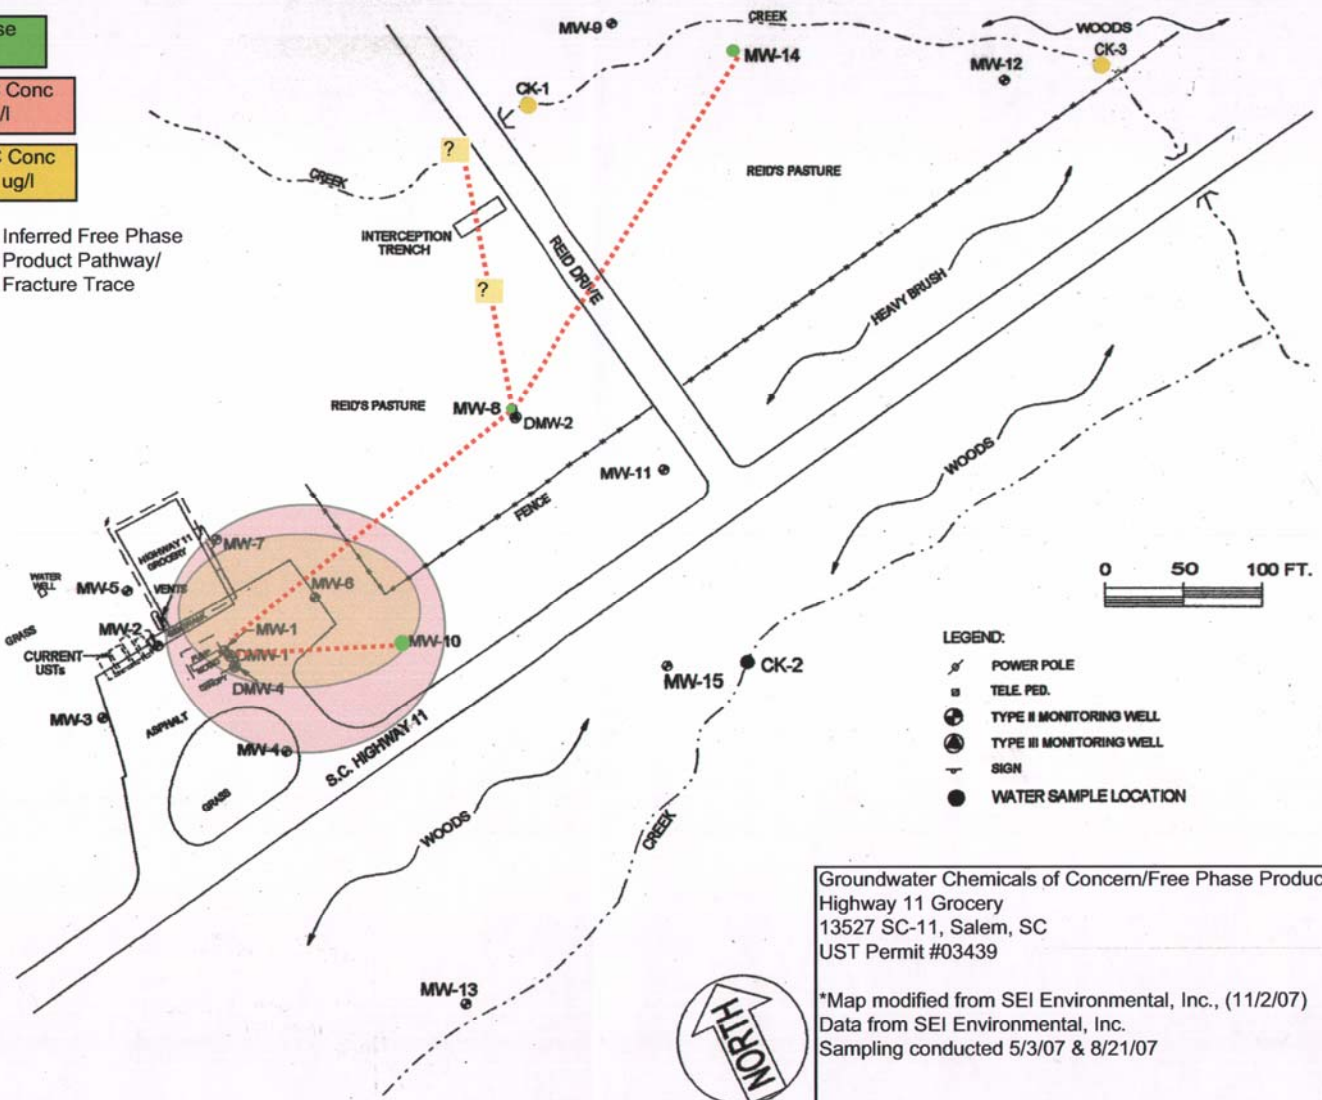 se
Conc
/l
Conc
ug/l
Inferred Free Phase
Product Pathway/
Fracture Trace
MW-9
CREEK
WOODS
MW-14
MW-12
CK-3
CK-1
?
CREEK
REID'S PASTURE
INTERCEPTION
TRENCH
REID DRIVE
?
HEAVY BRUSH
REID'S PASTURE
MW-8
DMW-2
MW-11
WOODS
FENCE
HIGHWAY 11
GROCERY
MW-7
WATER
WELL
MW-5
VENTS
MW-6
0 50 100 FT.
GRASS
MW-2
MW-1
MW-10
CURRENT
USTs
DMW-1
DMW-4
MW-15
CK-2
MW-3
ASPHALT
MW-4
S.C. HIGHWAY 11
GRASS
WOODS
CREEK
LEGEND:
POWER POLE
TELE. PED.
TYPE II MONITORING WELL
TYPE III MONITORING WELL
SIGN
WATER SAMPLE LOCATION
MW-13
NORTH
Groundwater Chemicals of Concern/Free Phase Produc
Highway 11 Grocery
13527 SC-11, Salem, SC
UST Permit #03439
*Map modified from SEI Environmental, Inc., (11/2/07)
Data from SEI Environmental, Inc.
Sampling conducted 5/3/07 & 8/21/07